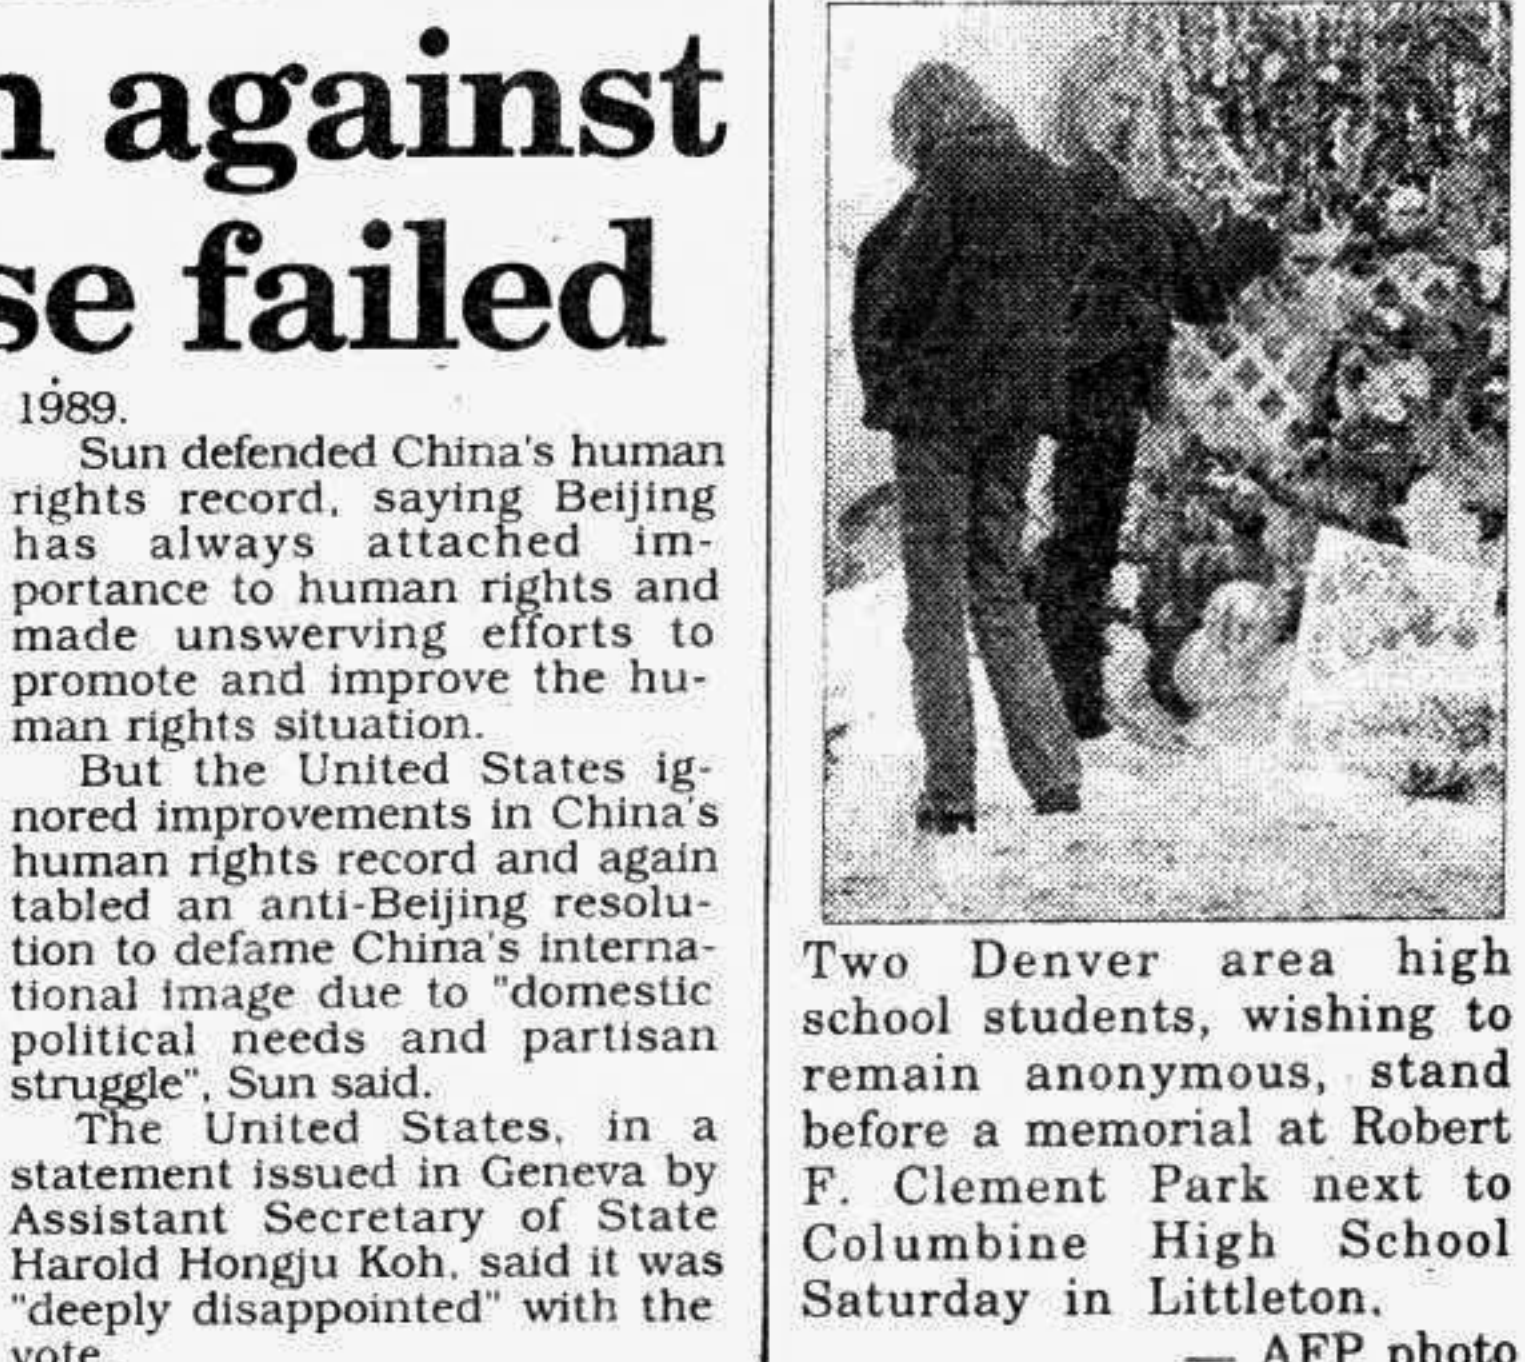 n against
se failed
1989.
Sun defended China's human
rights record, saying Beijing
has always attached im-
portance to human rights and
made unswerving efforts to
promote and improve the hu-
man rights situation.
But the United States ig-
nored improvements in China's
human rights record and again
tabled an anti-Beijing resolu-
tion to defame China's interna-
tional image due to "domestic
political needs and partisan
struggle", Sun said.
The United States, in a
statement issued in Geneva by
Assistant Secretary of State
Harold Hongju Koh, said it was
"deeply disappointed" with the
vote.
Two Denver area high
school students, wishing to
remain anonymous, stand
before a memorial at Robert
F. Clement Park next to
Columbine High School
Saturday in Littleton.
— AFP photo